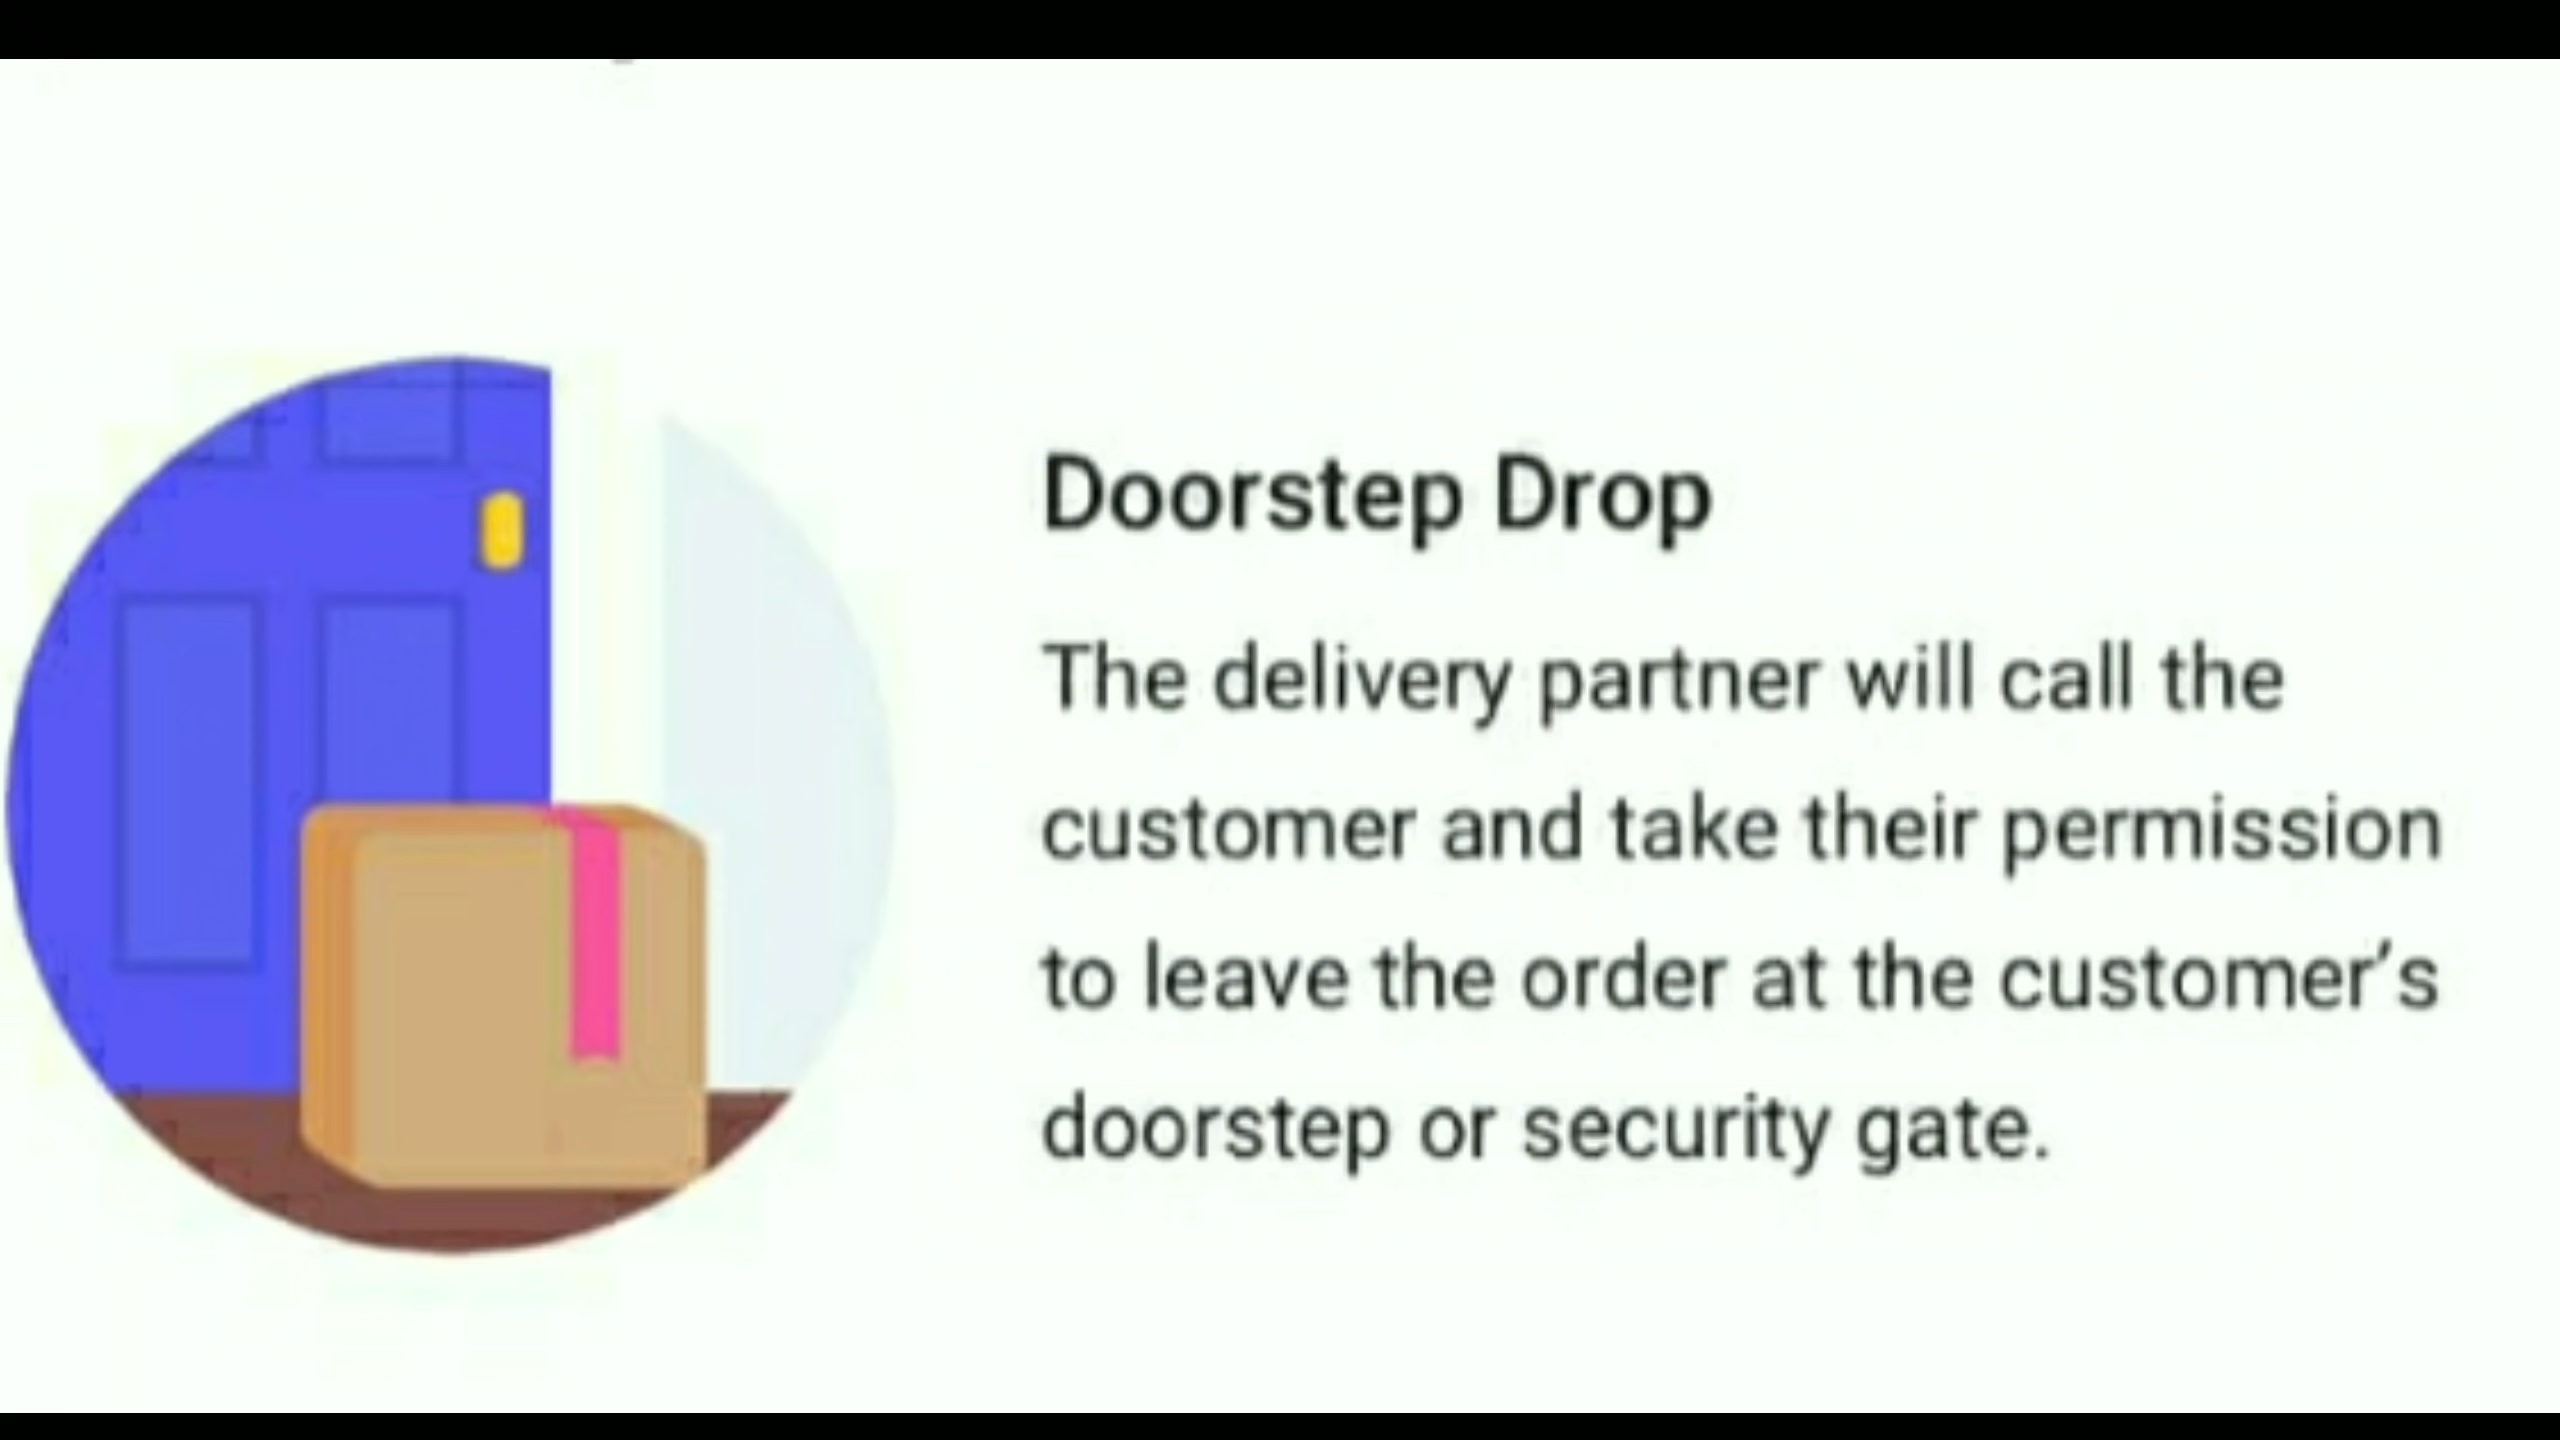 Doorstep Drop
The delivery partner will call the
customer and take their permission
to leave the order at the customer’s
doorstep or security gate.